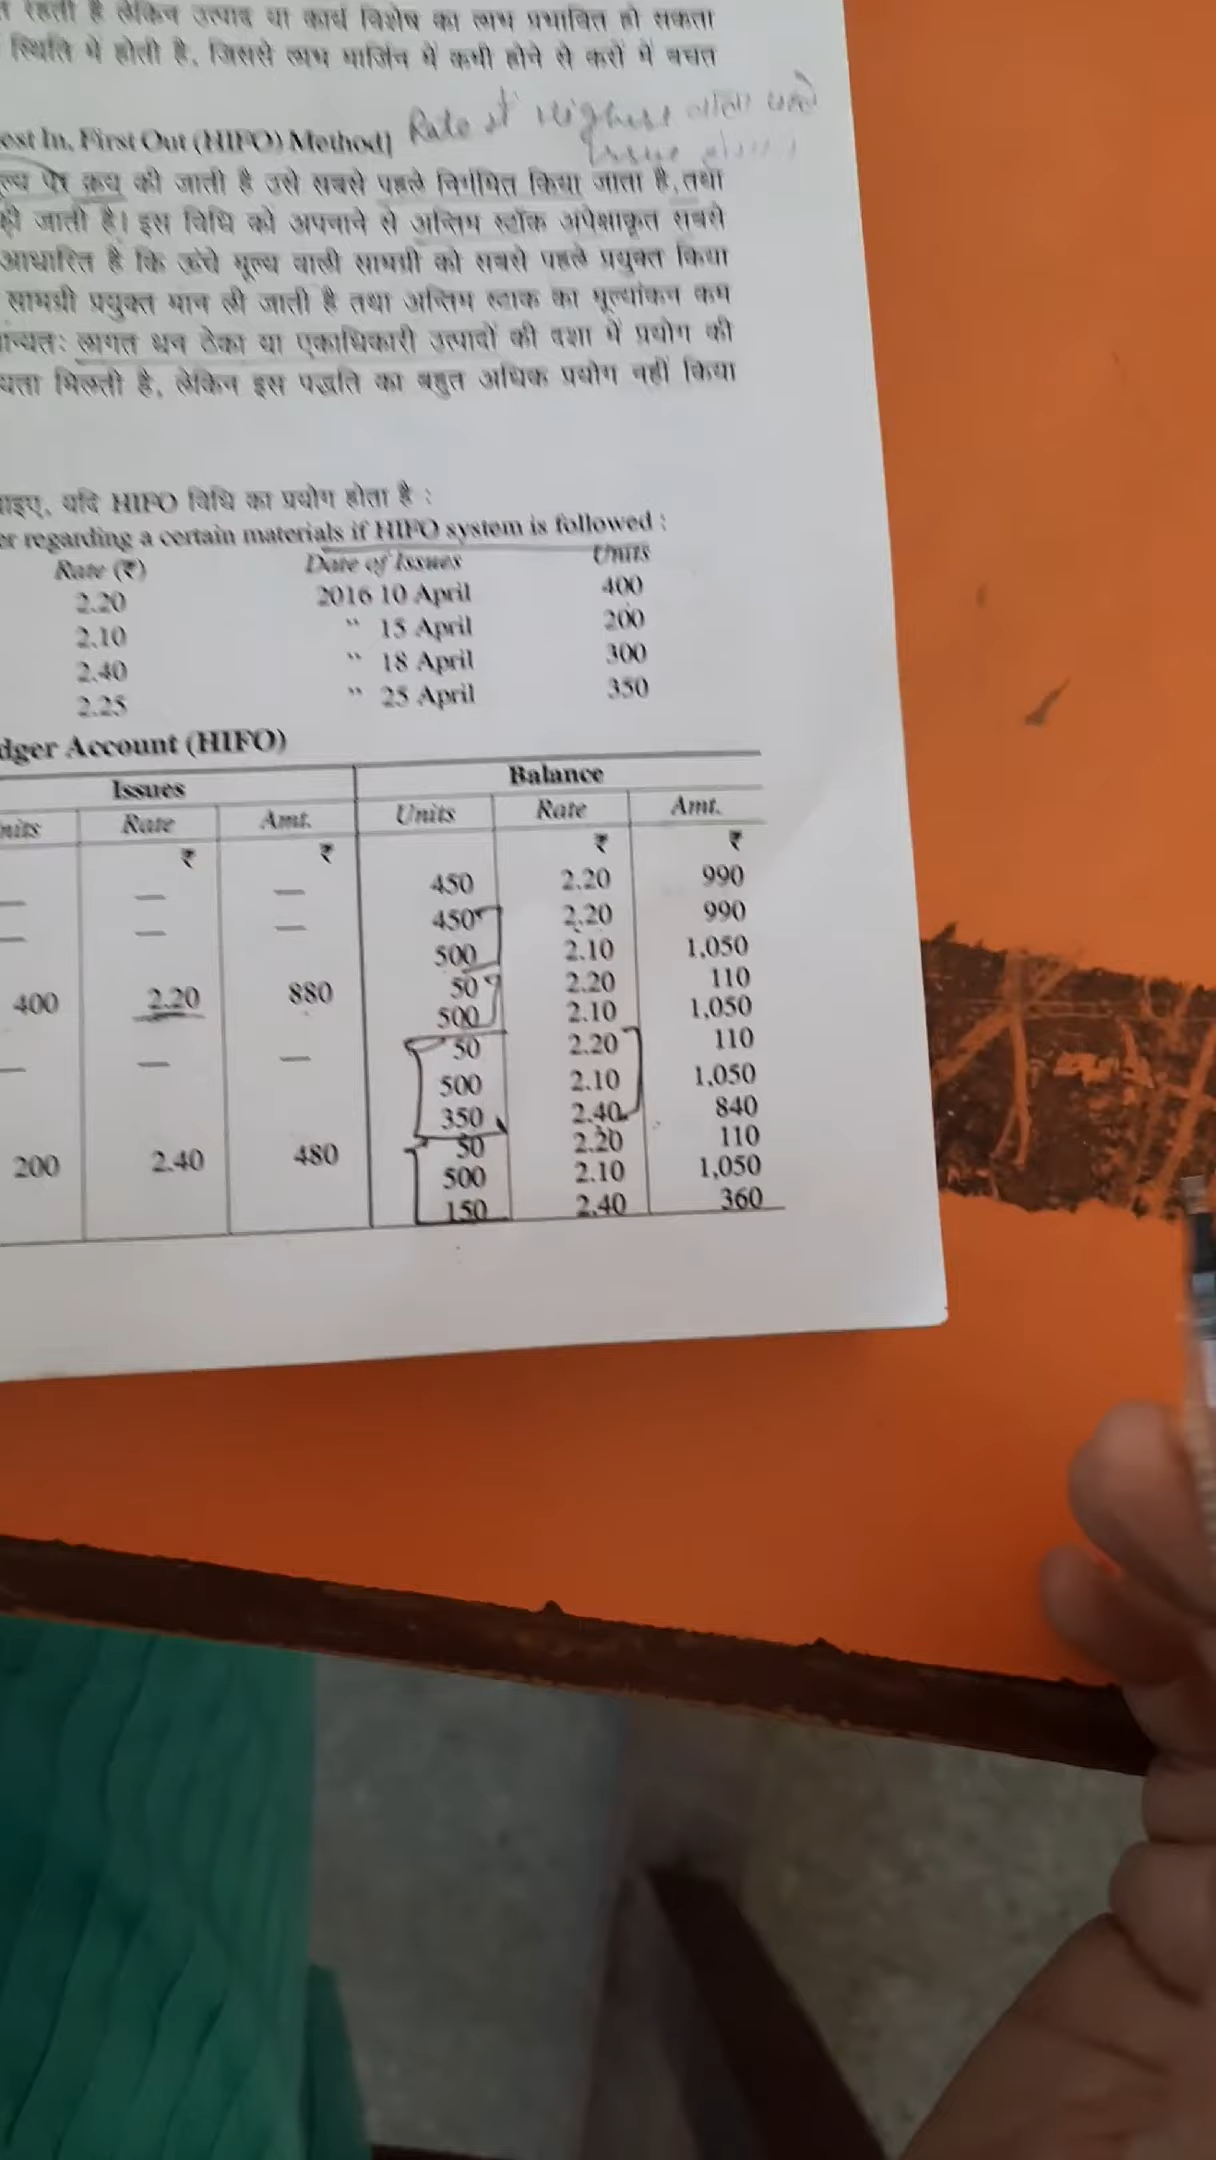 रहती है लेकिन उत्पाद या कार्य विशेष का लाभ प्रभावित हो सकता
स्थिति में होती है, जिससे लाभ मार्जिन में कमी होने से करों में बचत
Rate में Highest वाला पहले
Issue होगा
est In, First Out (HIFO) Method]
ल्य पर क्रय की जाती है उसे सबसे पहले निर्गमित किया जाता है, तथा
की जाती है। इस विधि को अपनाने से अन्तिम स्टॉक अपेक्षाकृत सबसे
आधारित है कि ऊंचे मूल्य वाली सामग्री को सबसे पहले प्रयुक्त किया
सामग्री प्रयुक्त मान ली जाती है तथा अन्तिम स्टाक का मूल्यांकन कम
लागत धन ठेका या एकाधिकारी उत्पादों की दशा में प्रयोग की
यता मिलती है, लेकिन इस पद्धति का बहुत अधिक प्रयोग नहीं किया
यदि HIFO विधि का प्रयोग होता है :
er regarding a certain materials if HIFO system is followed :
Rate (₹) Date of Issues Units
2.20 2016 10 April 400
2.10 " 15 April 200
2.40 " 18 April 300
2.25 " 25 April 350
dger Account (HIFO)
Issues Balance
nits Rate Amt. Units Rate Amt.
₹ ₹ ₹ ₹
— — — 450 2.20 990
— — — 450 2.20 990
500 2.10 1,050
400 2.20 880 50 2.20 110
500 2.10 1,050
— — — 50 2.20 110
500 2.10 1,050
350 2.40 840
200 2.40 480 50 2.20 110
500 2.10 1,050
150 2.40 360